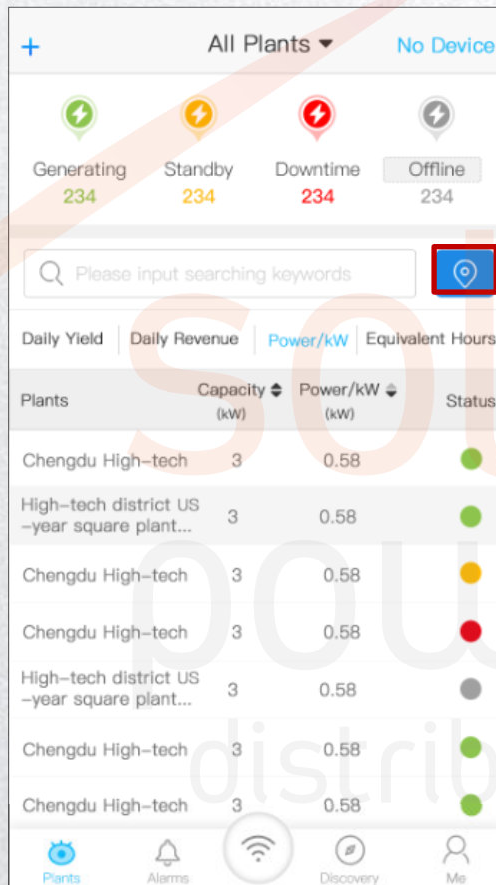 + All Plants No Device
Generating Standby Downtime Offline
234 234 234 234
Please input searching keywords
Daily Yield Daily Revenue Power/kW Equivalent Hours
Plants Capacity (kW) Power/kW (kW) Status
Chengdu High-tech 3 0.58
High-tech district US
-year square plant... 3 0.58
Chengdu High-tech 3 0.58
Chengdu High-tech 3 0.58
High-tech district US
-year square plant... 3 0.58
Chengdu High-tech 3 0.58
Chengdu High-tech 3 0.58
Plants Alarms Discovery Me